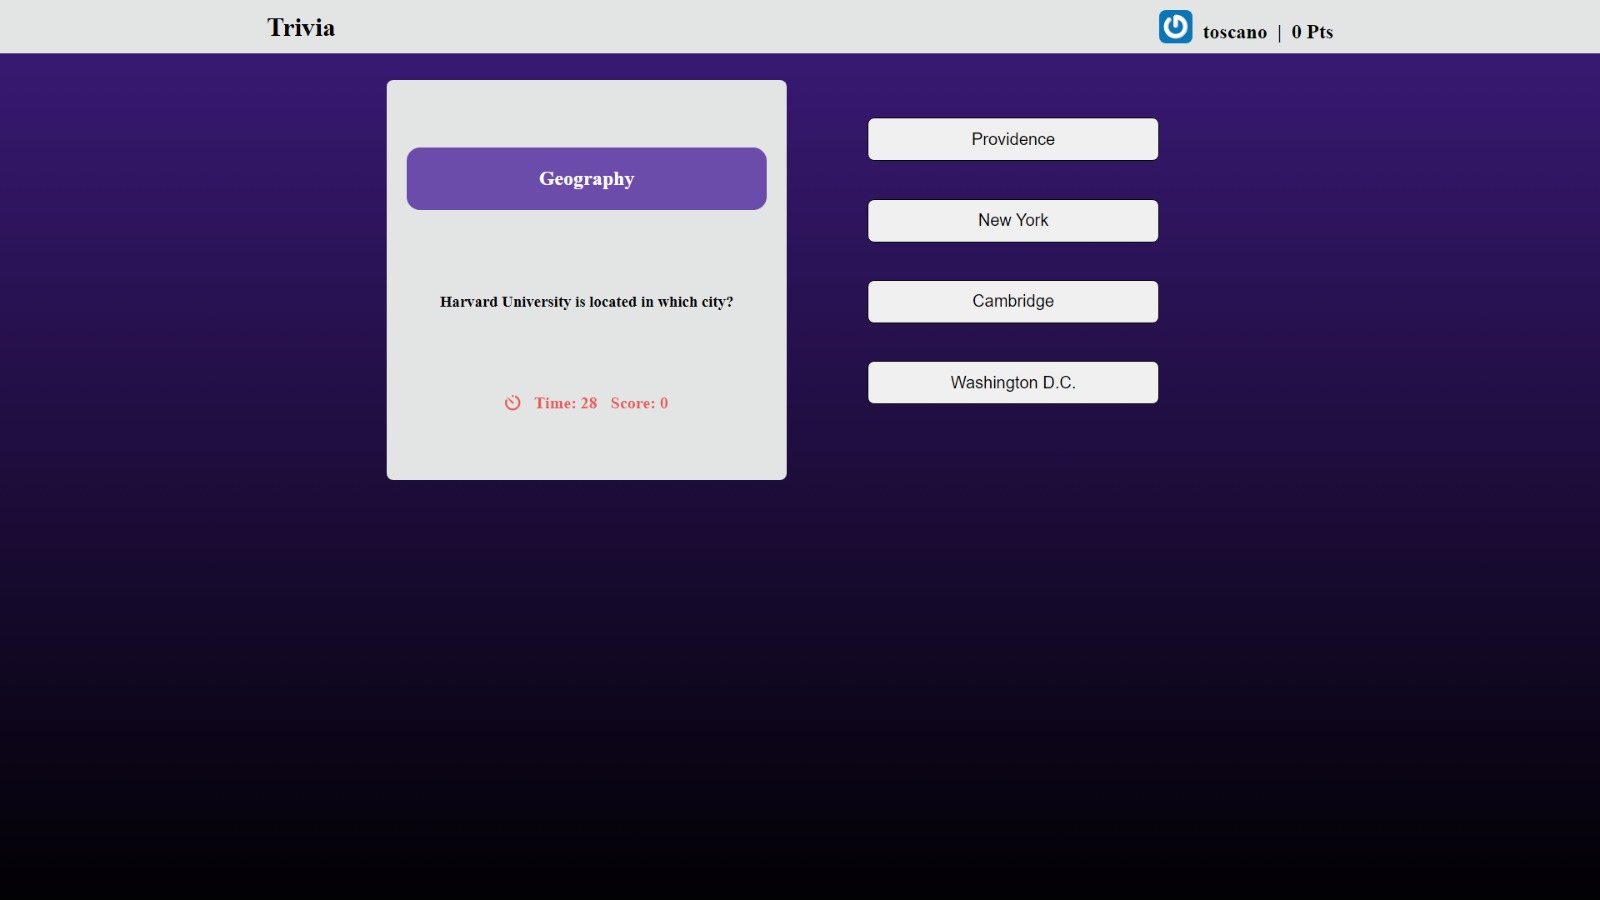 Trivia
toscano | 0 Pts
Geography
Harvard University is located in which city?
Time: 28 Score: 0
Providence
New York
Cambridge
Washington D.C.